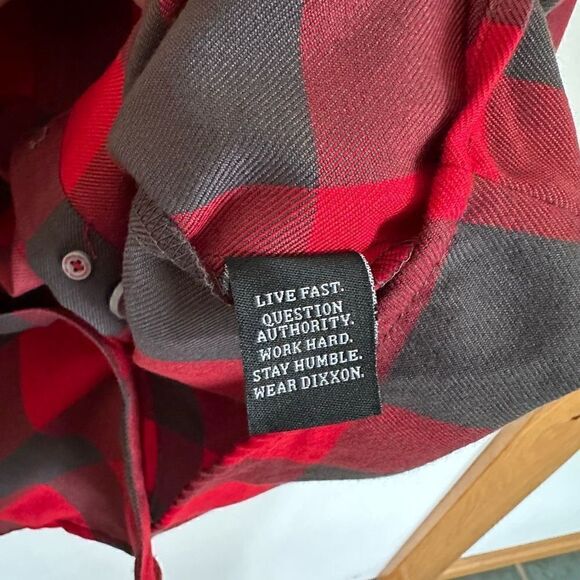 LIVE FAST.
QUESTION
AUTHORITY.
WORK HARD.
STAY HUMBLE.
WEAR DIXXON.